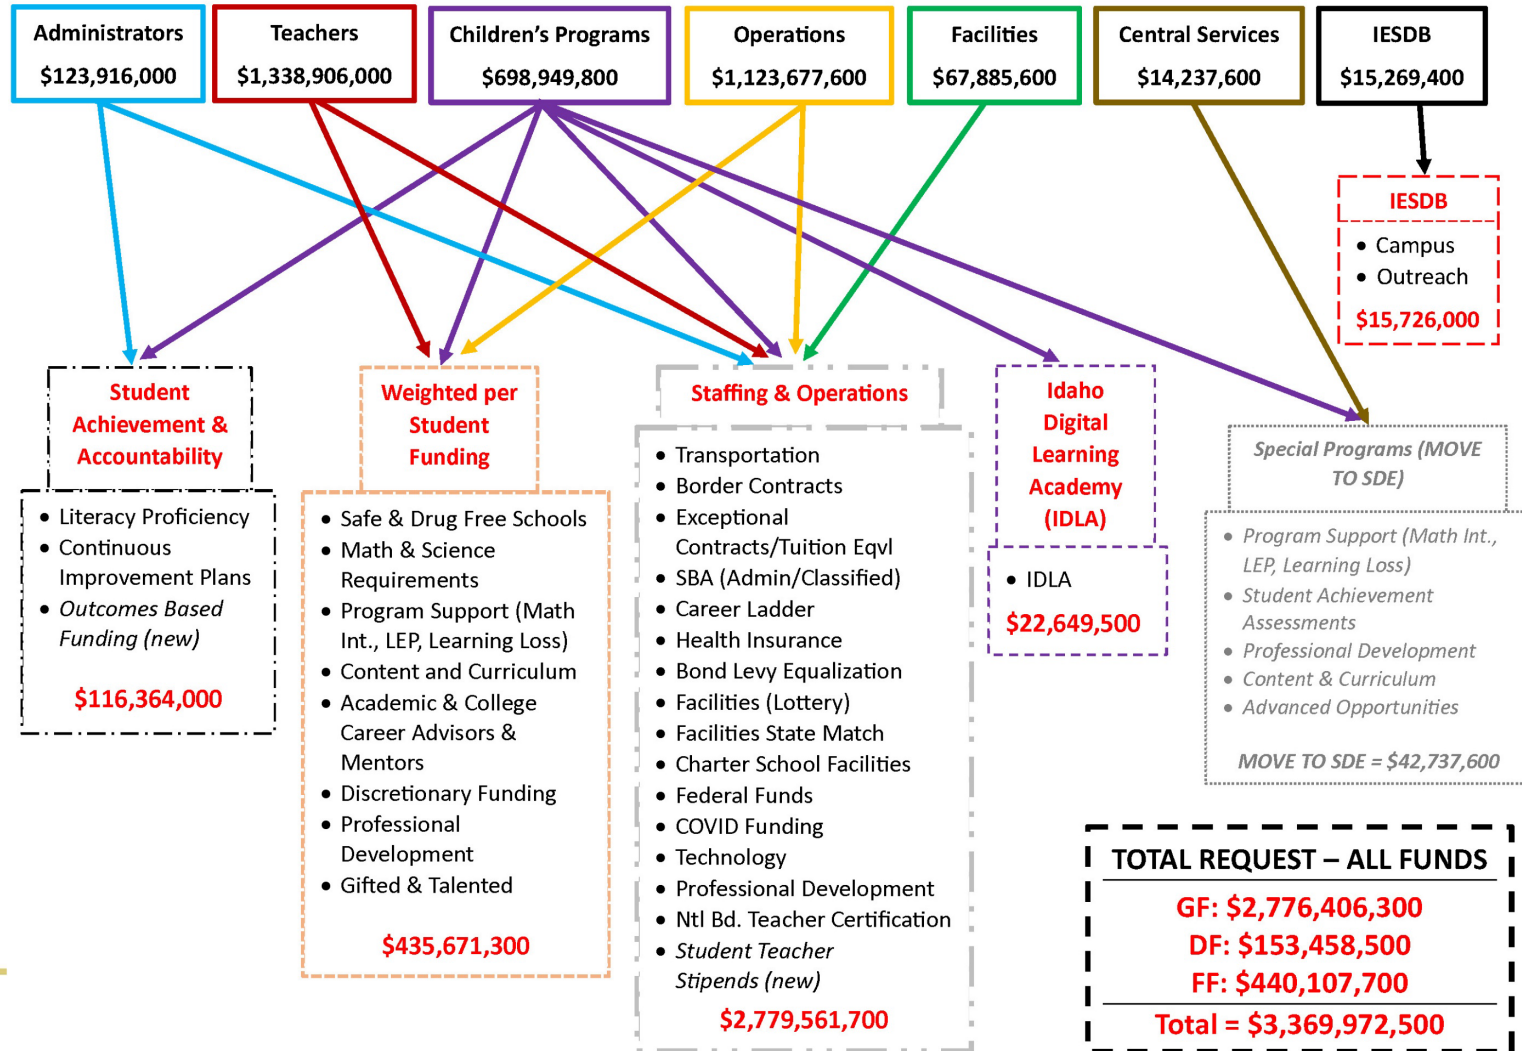 Administrators
$123,916,000
Teachers
$1,338,906,000
Children's Programs
$698,949,800
Operations
$1,123,677,600
Facilities
$67,885,600
Central Services
$14,237,600
IESDB
$15,269,400
IESDB
• Campus
• Outreach
$15,726,000
Student
Achievement &
Accountability
• Literacy Proficiency
• Continuous
Improvement Plans
• Outcomes Based
Funding (new)
$116,364,000
Weighted per
Student
Funding
• Safe & Drug Free Schools
• Math & Science
Requirements
• Program Support (Math
Int., LEP, Learning Loss)
• Content and Curriculum
• Academic & College
Career Advisors &
Mentors
• Discretionary Funding
• Professional
Development
• Gifted & Talented
$435,671,300
Staffing & Operations
• Transportation
• Border Contracts
• Exceptional
Contracts/Tuition Eqvl
• SBA (Admin/Classified)
• Career Ladder
• Health Insurance
• Bond Levy Equalization
• Facilities (Lottery)
• Facilities State Match
• Charter School Facilities
• Federal Funds
• COVID Funding
• Technology
• Professional Development
• Ntl Bd. Teacher Certification
• Student Teacher
Stipends (new)
$2,779,561,700
Idaho
Digital
Learning
Academy
(IDLA)
• IDLA
$22,649,500
Special Programs (MOVE
TO SDE)
• Program Support (Math Int.,
LEP, Learning Loss)
• Student Achievement
Assessments
• Professional Development
• Content & Curriculum
• Advanced Opportunities
MOVE TO SDE = $42,737,600
TOTAL REQUEST – ALL FUNDS
GF: $2,776,406,300
DF: $153,458,500
FF: $440,107,700
Total = $3,369,972,500